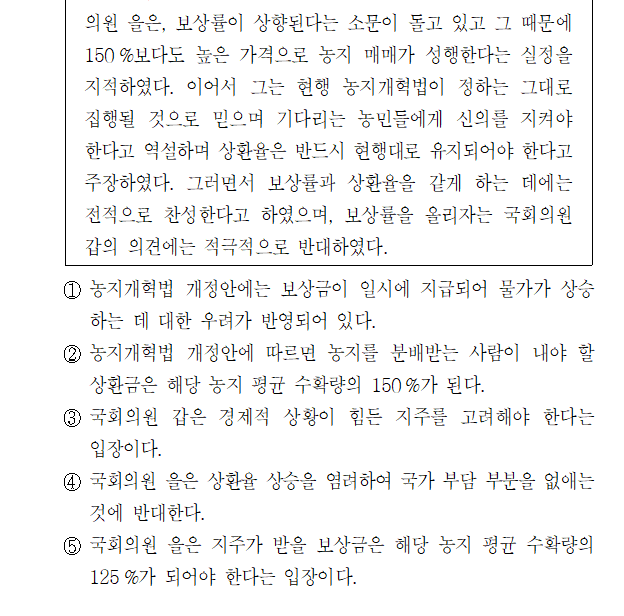 의원 을은, 보상률이 상향된다는 소문이 돌고 있고 그 때문에
150 %보다도 높은 가격으로 농지 매매가 성행한다는 실정을
지적하였다. 이어서 그는 현행 농지개혁법이 정하는 그대로
집행될 것으로 믿으며 기다리는 농민들에게 신의를 지켜야
한다고 역설하며 상환율은 반드시 현행대로 유지되어야 한다고
주장하였다. 그러면서 보상률과 상환율을 같게 하는 데에는
전적으로 찬성한다고 하였으며, 보상률을 올리자는 국회의원
갑의 의견에는 적극적으로 반대하였다.
① 농지개혁법 개정안에는 보상금이 일시에 지급되어 물가가 상승
하는 데 대한 우려가 반영되어 있다.
② 농지개혁법 개정안에 따르면 농지를 분배받는 사람이 내야 할
상환금은 해당 농지 평균 수확량의 150 %가 된다.
③ 국회의원 갑은 경제적 상황이 힘든 지주를 고려해야 한다는
입장이다.
④ 국회의원 을은 상환율 상승을 염려하여 국가 부담 부분을 없애는
것에 반대한다.
⑤ 국회의원 을은 지주가 받을 보상금은 해당 농지 평균 수확량의
125 %가 되어야 한다는 입장이다.